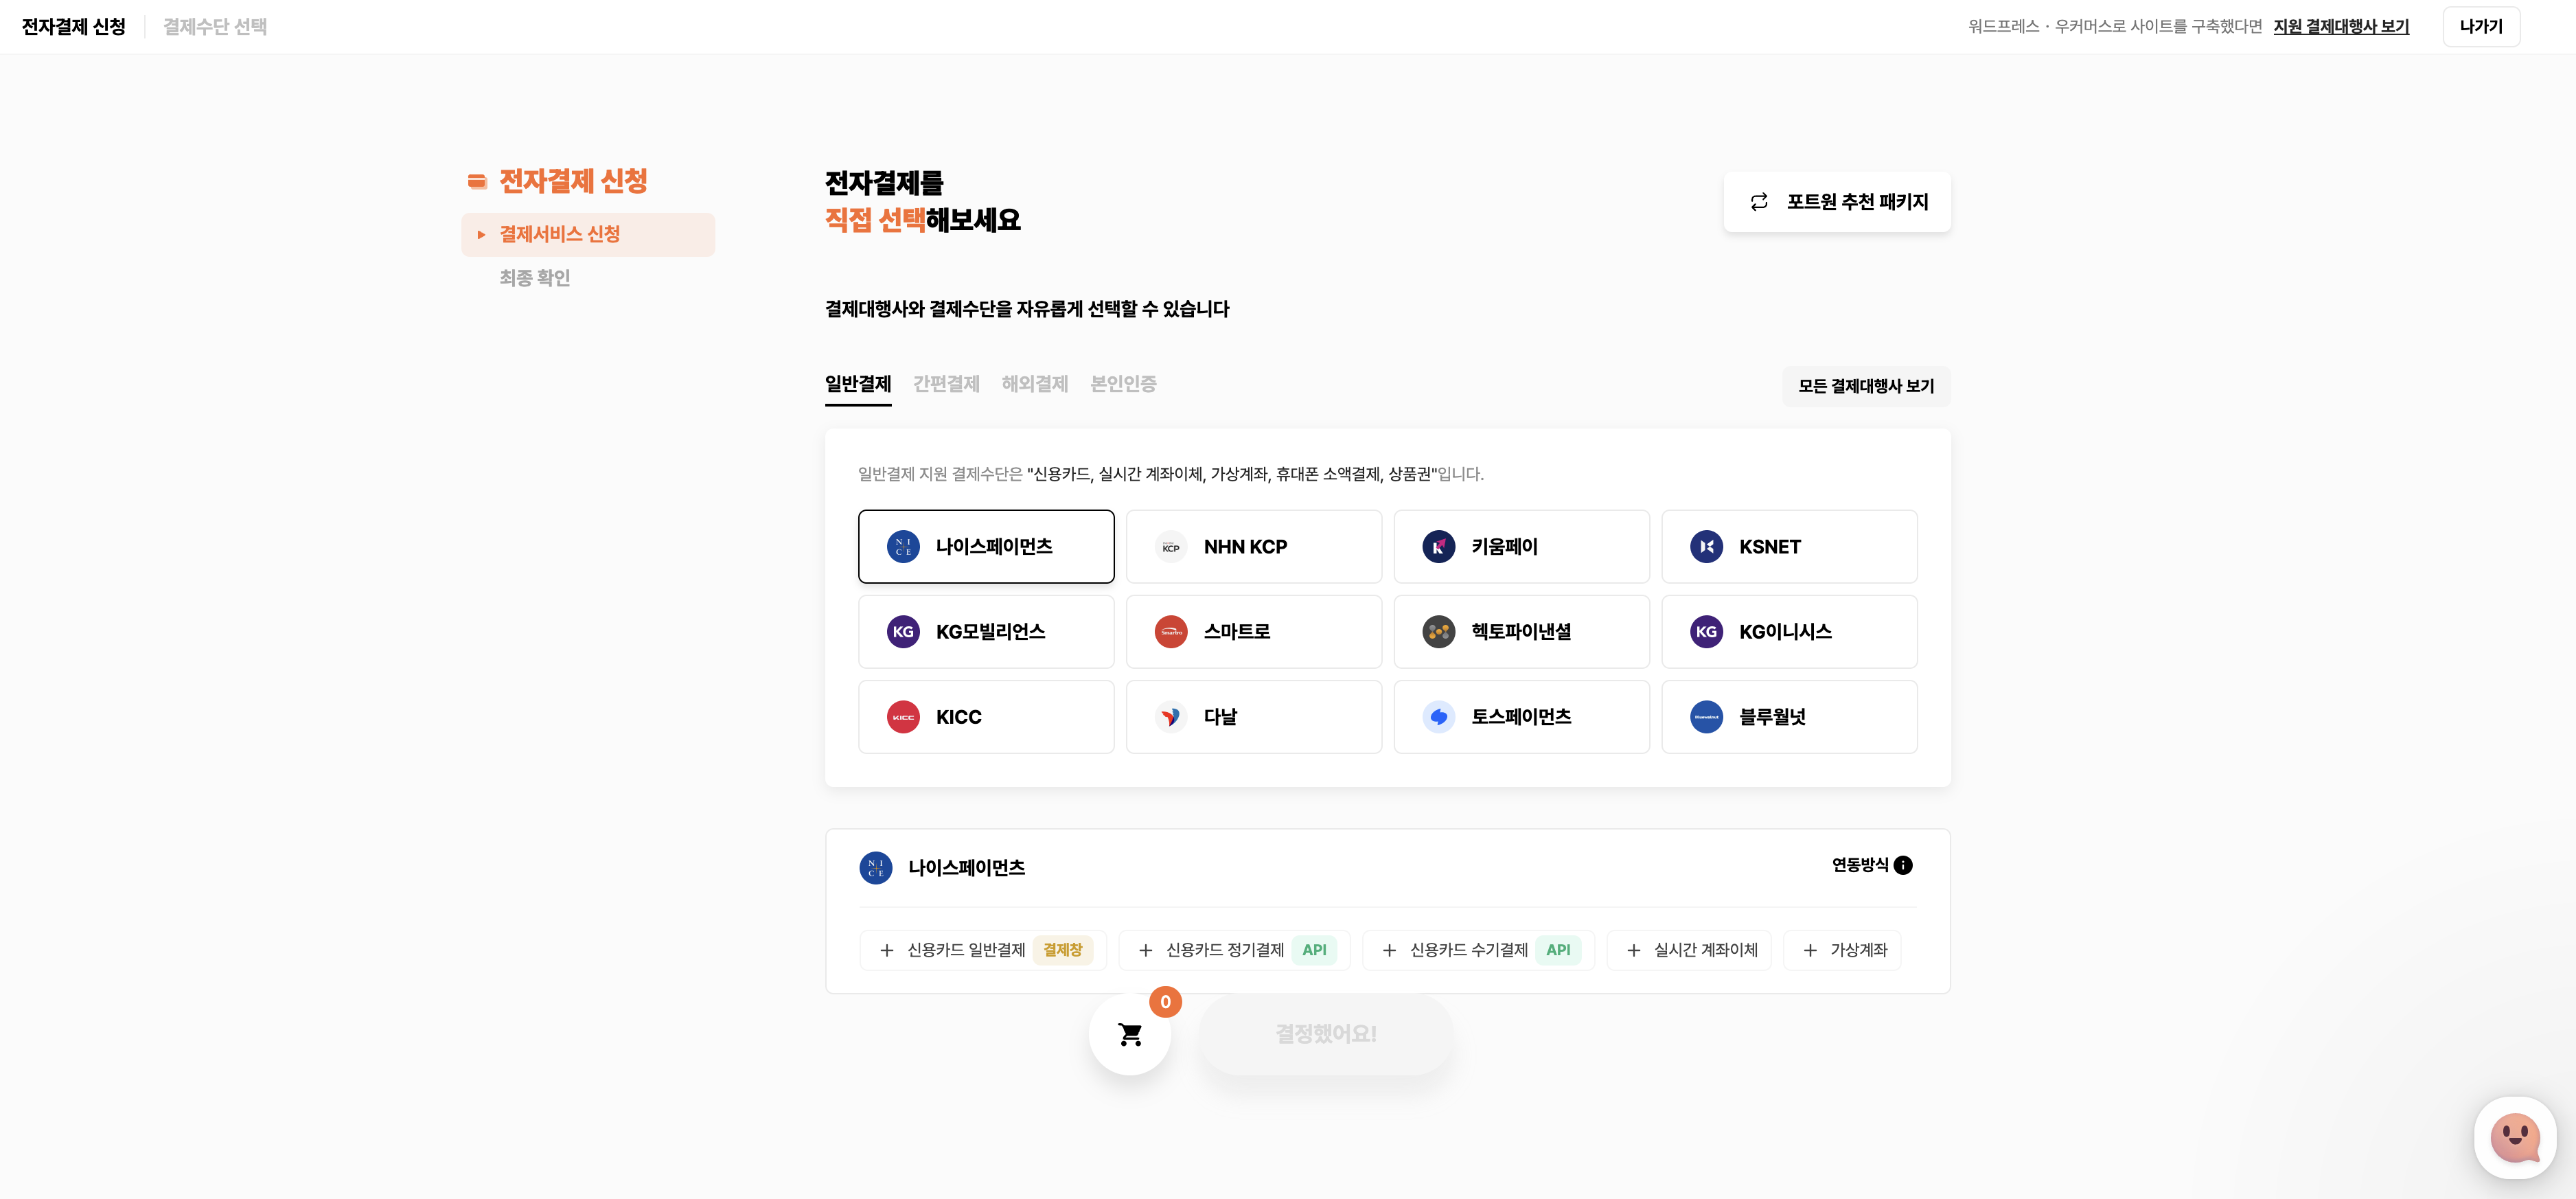 전자결제 신청
결제수단 선택
워드프레스 · 우커머스로 사이트를 구축했다면 지원 결제대행사 보기
나가기
전자결제 신청
결제서비스 신청
최종 확인
전자결제를
직접 선택해보세요
포트원 추천 패키지
결제대행사와 결제수단을 자유롭게 선택할 수 있습니다
일반결제 간편결제 해외결제 본인인증
모든 결제대행사 보기
일반결제 지원 결제수단은 "신용카드, 실시간 계좌이체, 가상계좌, 휴대폰 소액결제, 상품권"입니다.
NICE 나이스페이먼츠
KCP NHN KCP
키움페이
KSNET
KG KG모빌리언스
Smartro 스마트로
헥토파이낸셜
KG KG이니시스
KICC KICC
다날
토스페이먼츠
블루월넛
NICE 나이스페이먼츠
연동방식
신용카드 일반결제 결제창
신용카드 정기결제 API
신용카드 수기결제 API
실시간 계좌이체
가상계좌
0
결정했어요!